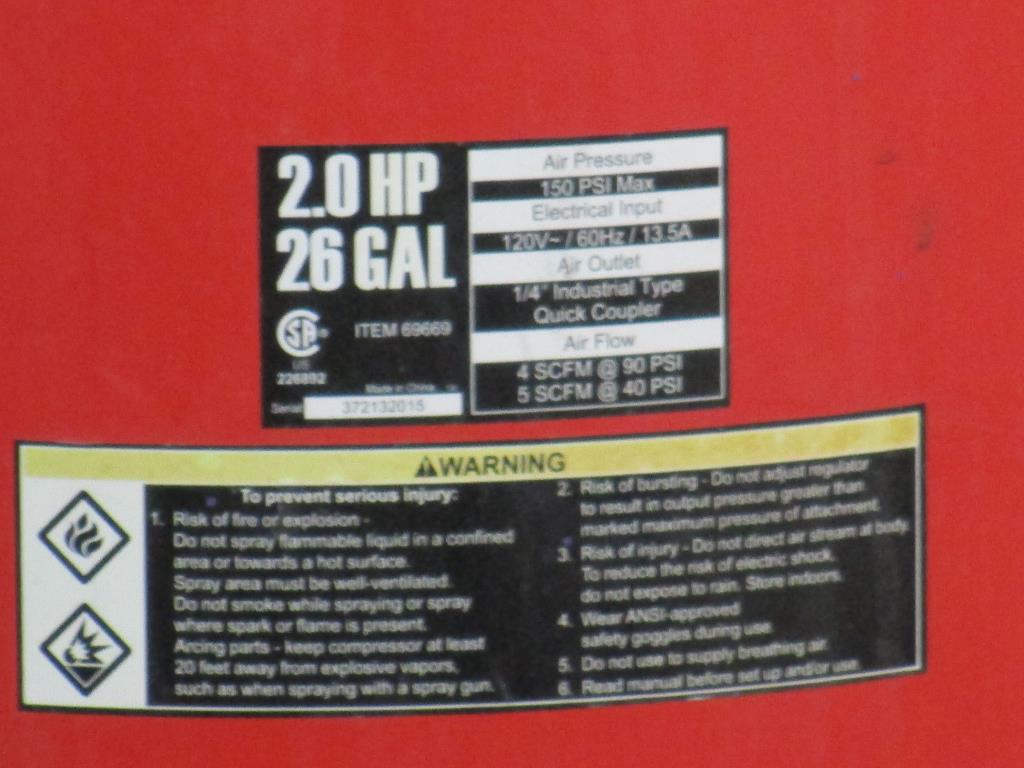 2.0 HP
26 GAL
SA®
US
226892
ITEM 69669
Made in China
Serial
372132015
Air Pressure
150 PSI Max
Electrical Input
120V~ / 60Hz / 13.5A
Air Outlet
1/4" Industrial Type
Quick Coupler
Air Flow
4 SCFM @ 90 PSI
5 SCFM @ 40 PSI
WARNING
To prevent serious injury:
1. Risk of fire or explosion -
Do not spray flammable liquid in a confined
area or towards a hot surface.
Spray area must be well-ventilated.
Do not smoke while spraying or spray
where spark or flame is present.
Arcing parts - keep compressor at least
20 feet away from explosive vapors,
such as when spraying with a spray gun.
2. Risk of bursting - Do not adjust regulator
to result in output pressure greater than
marked maximum pressure of attachment.
3. Risk of injury - Do not direct air stream at body.
To reduce the risk of electric shock,
do not expose to rain. Store indoors.
4. Wear ANSI-approved
safety goggles during use.
5. Do not use to supply breathing air.
6. Read manual before set up and/or use.